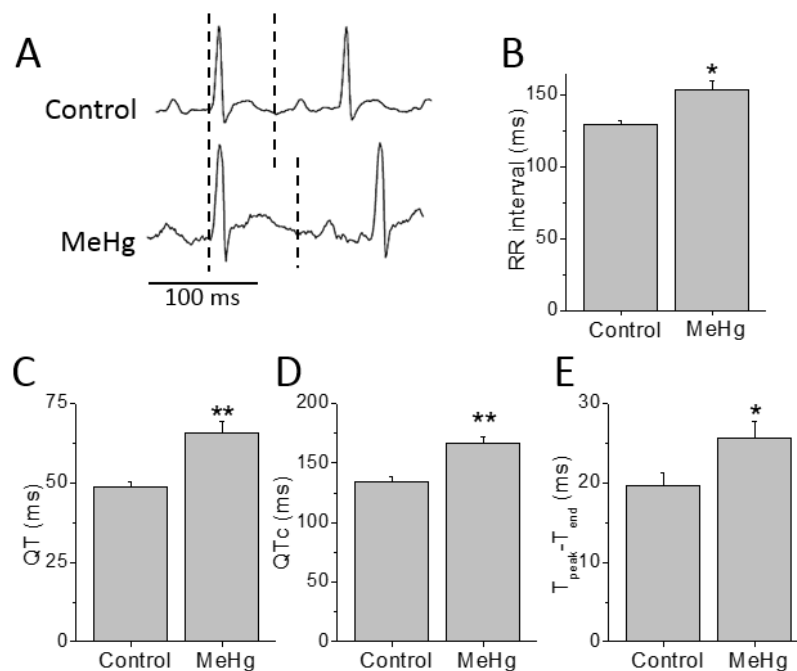 A
Control
MeHg
100 ms
B
RR interval (ms)
150
100
50
0
*
Control MeHg
C
QT (ms)
75
50
25
0
**
Control MeHg
D
QTc (ms)
200
150
100
50
0
**
Control MeHg
E
Tpeak-Tend (ms)
30
20
10
0
*
Control MeHg